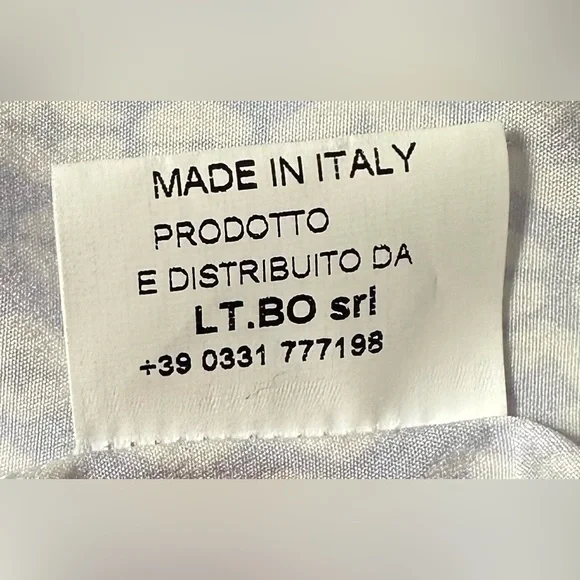 MADE IN ITALY
PRODOTTO
E DISTRIBUITO DA
LT.BO srl
+39 0331 777198